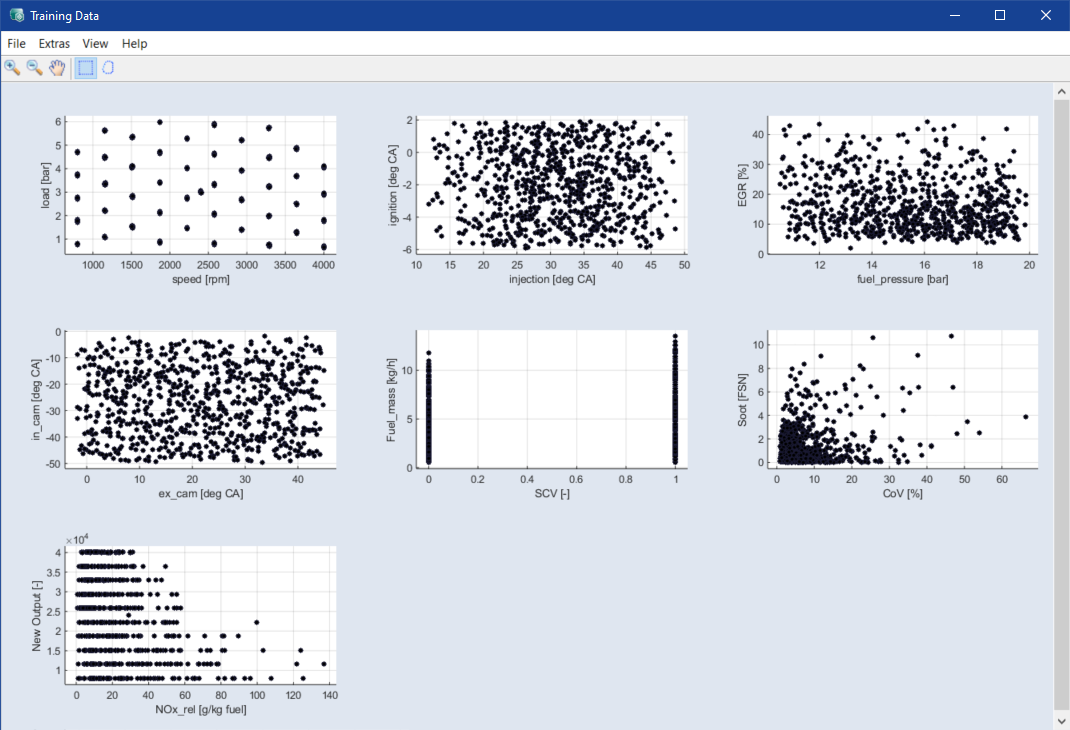 Training Data
File Extras View Help
6
5
4
3
2
1
load [bar]
1000 1500 2000 2500 3000 3500 4000
speed [rpm]
2
0
-2
-4
-6
ignition [deg CA]
10 15 20 25 30 35 40 45 50
injection [deg CA]
40
30
20
10
0
EGR [%]
12 14 16 18 20
fuel_pressure [bar]
0
-10
-20
-30
-40
-50
in_cam [deg CA]
0 10 20 30 40
ex_cam [deg CA]
10
5
0
Fuel_mass [kg/h]
0 0.2 0.4 0.6 0.8 1
SCV [-]
10
8
6
4
2
0
Soot [FSN]
0 10 20 30 40 50 60
CoV [%]
×10^4
4
3.5
3
2.5
2
1.5
1
New Output [-]
0 20 40 60 80 100 120 140
NOx_rel [g/kg fuel]